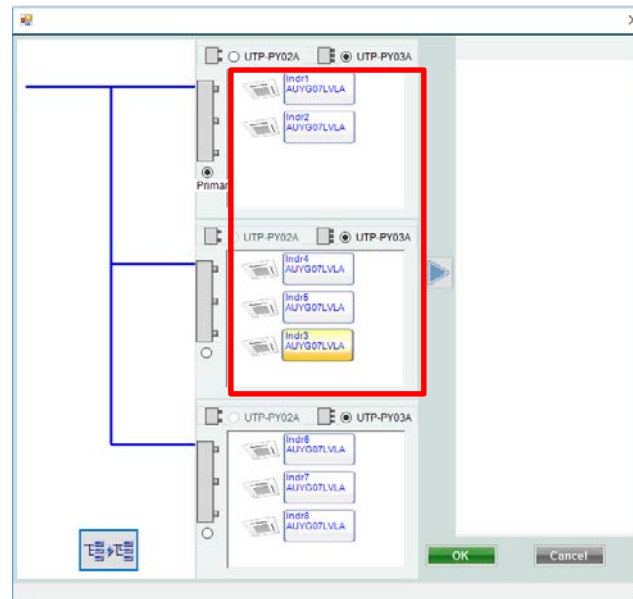 UTP-PY02A UTP-PY03A
Indr1
AUYG07LVLA
Indr2
AUYG07LVLA
Primar
UTP-PY02A UTP-PY03A
Indr4
AUYG07LVLA
Indr5
AUYG07LVLA
Indr3
AUYG07LVLA
UTP-PY02A UTP-PY03A
Indr6
AUYG07LVLA
Indr7
AUYG07LVLA
Indr8
AUYG07LVLA
OK Cancel